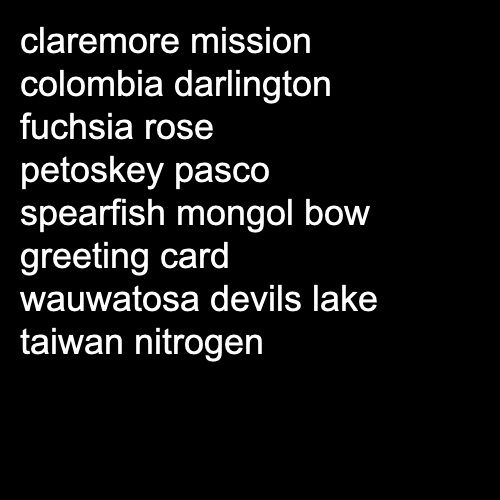 claremore mission
colombia darlington
fuchsia rose
petoskey pasco
spearfish mongol bow
greeting card
wauwatosa devils lake
taiwan nitrogen